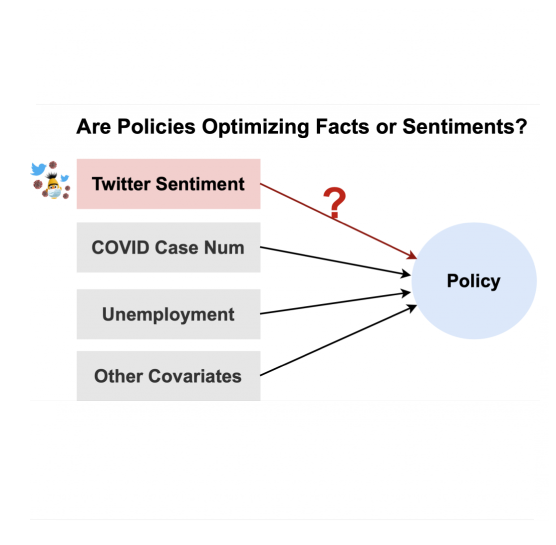 Are Policies Optimizing Facts or Sentiments?
Twitter Sentiment
?
COVID Case Num
Policy
Unemployment
Other Covariates